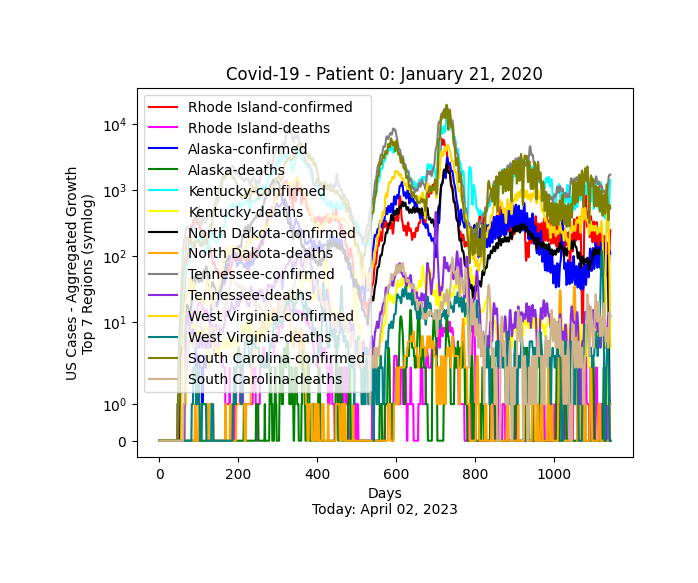 Covid-19 - Patient 0: January 21, 2020
US Cases - Aggregated Growth
Top 7 Regions (symlog)
10^4
10^3
10^2
10^1
10^0
0
Rhode Island-confirmed
Rhode Island-deaths
Alaska-confirmed
Alaska-deaths
Kentucky-confirmed
Kentucky-deaths
North Dakota-confirmed
North Dakota-deaths
Tennessee-confirmed
Tennessee-deaths
West Virginia-confirmed
West Virginia-deaths
South Carolina-confirmed
South Carolina-deaths
0 200 400 600 800 1000
Days
Today: April 02, 2023